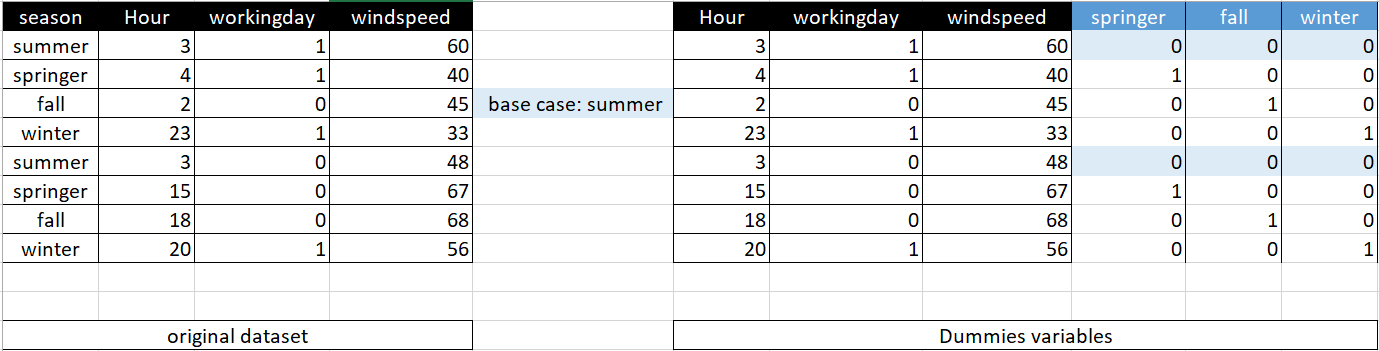 season Hour workingday windspeed Hour workingday windspeed springer fall winter
summer 3 1 60 3 1 60 0 0 0
springer 4 1 40 4 1 40 1 0 0
fall 2 0 45 base case: summer 2 0 45 0 1 0
winter 23 1 33 23 1 33 0 0 1
summer 3 0 48 3 0 48 0 0 0
springer 15 0 67 15 0 67 1 0 0
fall 18 0 68 18 0 68 0 1 0
winter 20 1 56 20 1 56 0 0 1
original dataset Dummies variables